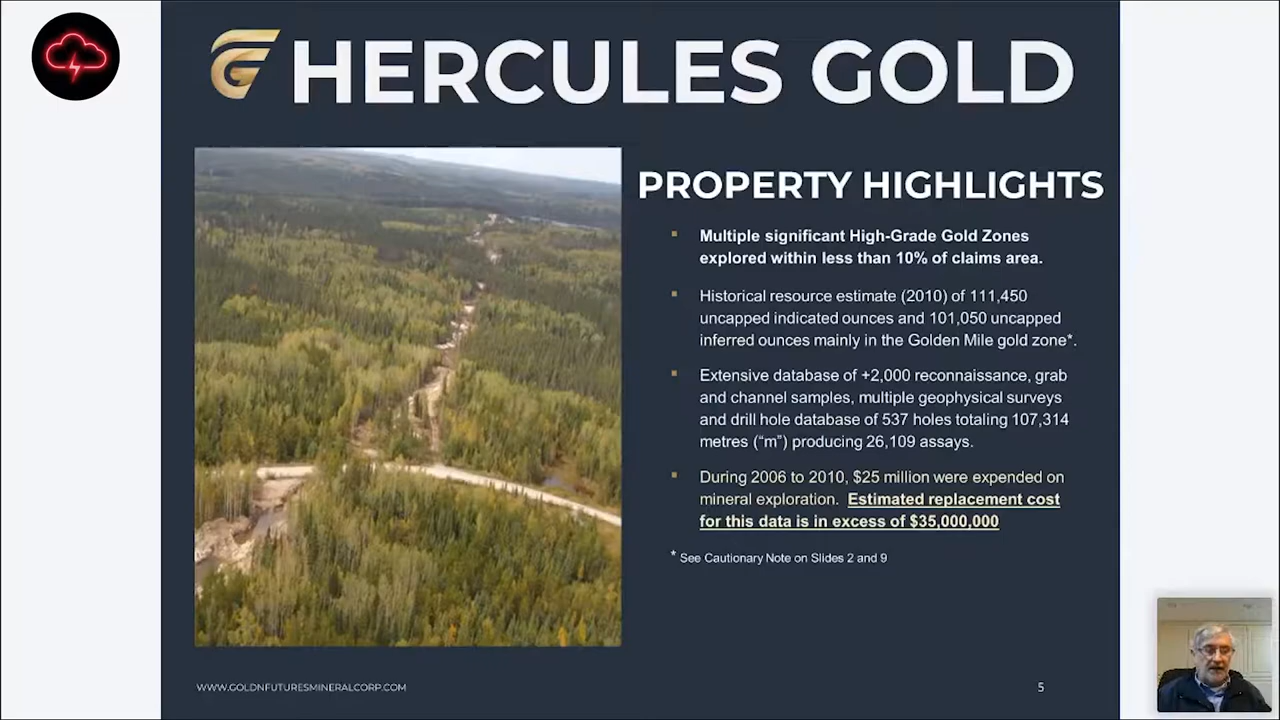 HERCULES GOLD
PROPERTY HIGHLIGHTS
▪ Multiple significant High-Grade Gold Zones
explored within less than 10% of claims area.
▪ Historical resource estimate (2010) of 111,450
uncapped indicated ounces and 101,050 uncapped
inferred ounces mainly in the Golden Mile gold zone*.
▪ Extensive database of +2,000 reconnaissance, grab
and channel samples, multiple geophysical surveys
and drill hole database of 537 holes totaling 107,314
metres (“m”) producing 26,109 assays.
▪ During 2006 to 2010, $25 million were expended on
mineral exploration. Estimated replacement cost
for this data is in excess of $35,000,000
* See Cautionary Note on Slides 2 and 9
WWW.GOLDNFUTURESMINERALCORP.COM
5